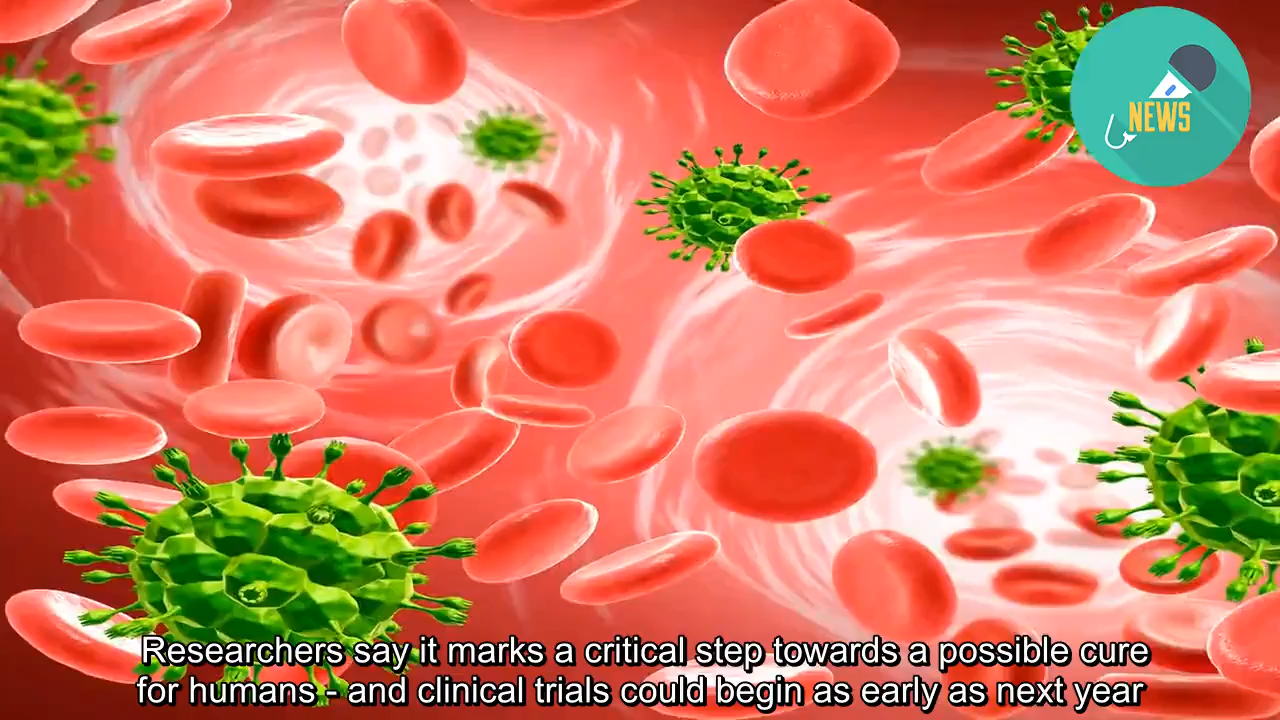 NEWS
Researchers say it marks a critical step towards a possible cure
for humans - and clinical trials could begin as early as next year